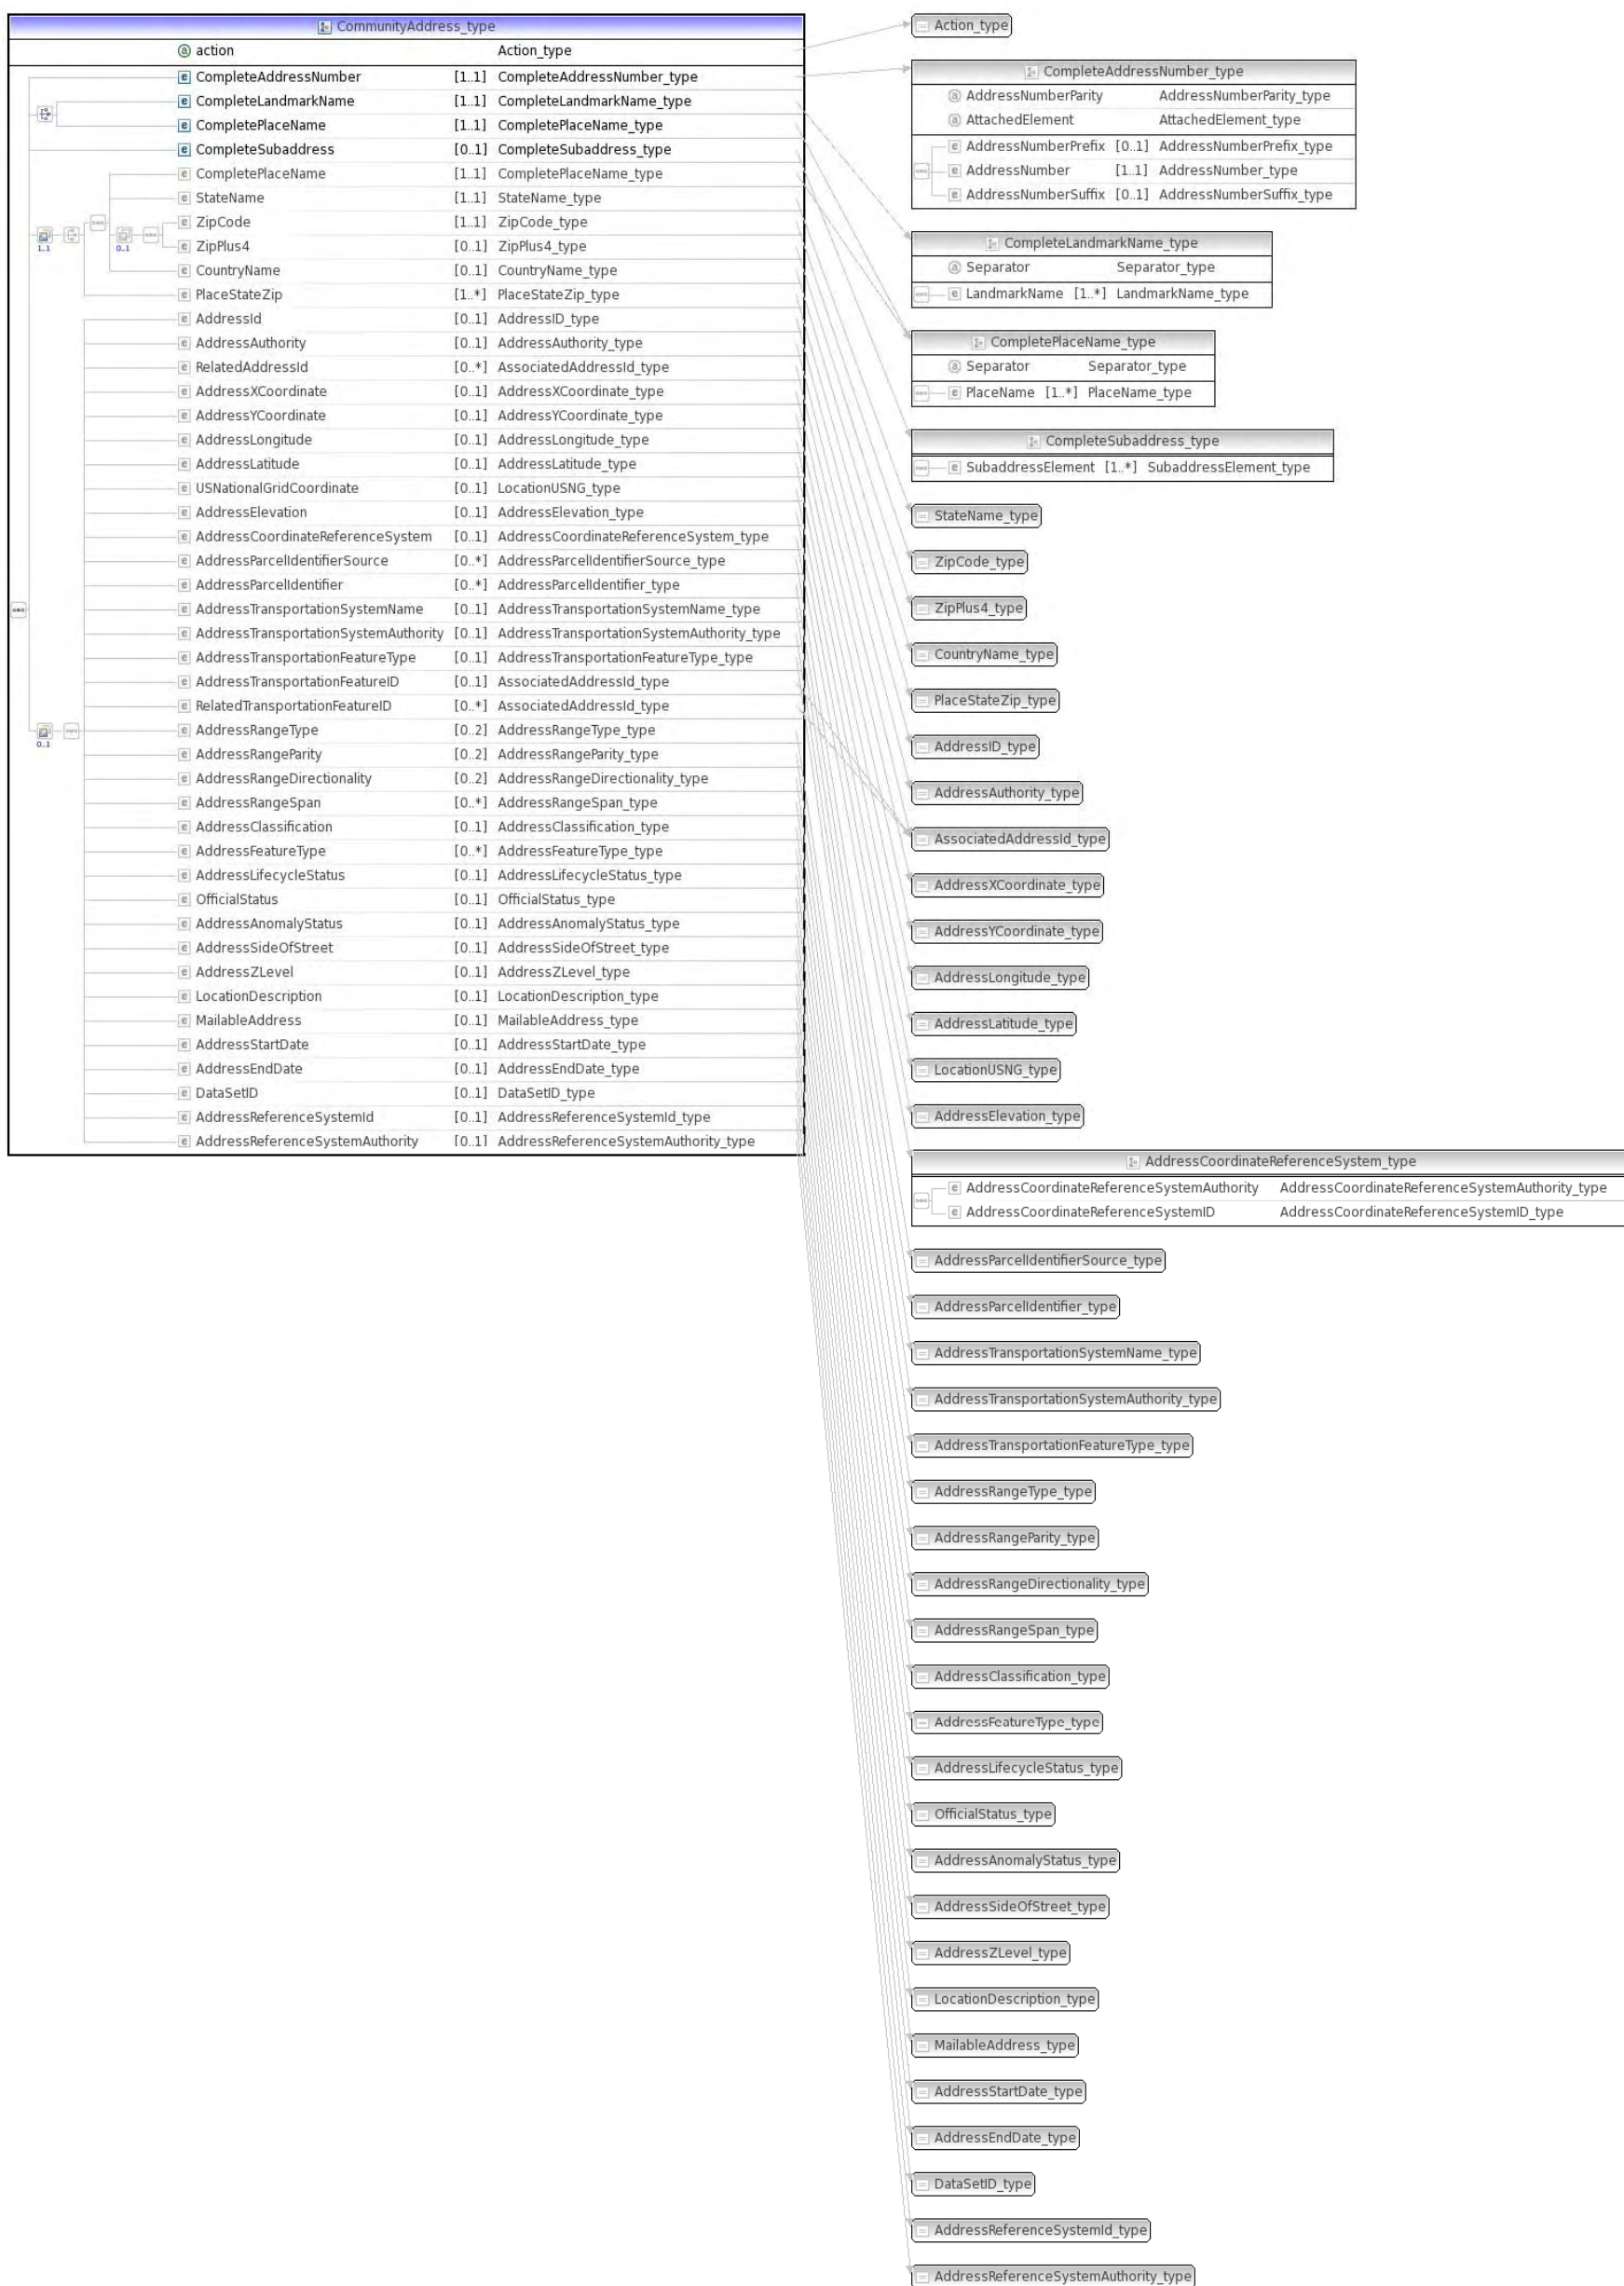 CommunityAddress_type
action Action_type
CompleteAddressNumber [1..1] CompleteAddressNumber_type
CompleteLandmarkName [1..1] CompleteLandmarkName_type
CompletePlaceName [1..1] CompletePlaceName_type
CompleteSubaddress [0..1] CompleteSubaddress_type
CompletePlaceName [1..1] CompletePlaceName_type
StateName [1..1] StateName_type
ZipCode [1..1] ZipCode_type
1..1 0..1
ZipPlus4 [0..1] ZipPlus4_type
CountryName [0..1] CountryName_type
PlaceStateZip [1..*] PlaceStateZip_type
AddressId [0..1] AddressID_type
AddressAuthority [0..1] AddressAuthority_type
RelatedAddressId [0..*] AssociatedAddressId_type
AddressXCoordinate [0..1] AddressXCoordinate_type
AddressYCoordinate [0..1] AddressYCoordinate_type
AddressLongitude [0..1] AddressLongitude_type
AddressLatitude [0..1] AddressLatitude_type
USNationalGridCoordinate [0..1] LocationUSNG_type
AddressElevation [0..1] AddressElevation_type
AddressCoordinateReferenceSystem [0..1] AddressCoordinateReferenceSystem_type
AddressParcelIdentifierSource [0..*] AddressParcelIdentifierSource_type
AddressParcelIdentifier [0..*] AddressParcelIdentifier_type
AddressTransportationSystemName [0..1] AddressTransportationSystemName_type
AddressTransportationSystemAuthority [0..1] AddressTransportationSystemAuthority_type
AddressTransportationFeatureType [0..1] AddressTransportationFeatureType_type
AddressTransportationFeatureID [0..1] AssociatedAddressId_type
RelatedTransportationFeatureID [0..*] AssociatedAddressId_type
AddressRangeType [0..2] AddressRangeType_type
0..1
AddressRangeParity [0..2] AddressRangeParity_type
AddressRangeDirectionality [0..2] AddressRangeDirectionality_type
AddressRangeSpan [0..*] AddressRangeSpan_type
AddressClassification [0..1] AddressClassification_type
AddressFeatureType [0..*] AddressFeatureType_type
AddressLifecycleStatus [0..1] AddressLifecycleStatus_type
OfficialStatus [0..1] OfficialStatus_type
AddressAnomalyStatus [0..1] AddressAnomalyStatus_type
AddressSideOfStreet [0..1] AddressSideOfStreet_type
AddressZLevel [0..1] AddressZLevel_type
LocationDescription [0..1] LocationDescription_type
MailableAddress [0..1] MailableAddress_type
AddressStartDate [0..1] AddressStartDate_type
AddressEndDate [0..1] AddressEndDate_type
DataSetID [0..1] DataSetID_type
AddressReferenceSystemId [0..1] AddressReferenceSystemId_type
AddressReferenceSystemAuthority [0..1] AddressReferenceSystemAuthority_type
Action_type
CompleteAddressNumber_type
AddressNumberParity AddressNumberParity_type
AttachedElement AttachedElement_type
AddressNumberPrefix [0..1] AddressNumberPrefix_type
AddressNumber [1..1] AddressNumber_type
AddressNumberSuffix [0..1] AddressNumberSuffix_type
CompleteLandmarkName_type
Separator Separator_type
LandmarkName [1..*] LandmarkName_type
CompletePlaceName_type
Separator Separator_type
PlaceName [1..*] PlaceName_type
CompleteSubaddress_type
SubaddressElement [1..*] SubaddressElement_type
StateName_type
ZipCode_type
ZipPlus4_type
CountryName_type
PlaceStateZip_type
AddressID_type
AddressAuthority_type
AssociatedAddressId_type
AddressXCoordinate_type
AddressYCoordinate_type
AddressLongitude_type
AddressLatitude_type
LocationUSNG_type
AddressElevation_type
AddressCoordinateReferenceSystem_type
AddressCoordinateReferenceSystemAuthority AddressCoordinateReferenceSystemAuthority_type
AddressCoordinateReferenceSystemID AddressCoordinateReferenceSystemID_type
AddressParcelIdentifierSource_type
AddressParcelIdentifier_type
AddressTransportationSystemName_type
AddressTransportationSystemAuthority_type
AddressTransportationFeatureType_type
AddressRangeType_type
AddressRangeParity_type
AddressRangeDirectionality_type
AddressRangeSpan_type
AddressClassification_type
AddressFeatureType_type
AddressLifecycleStatus_type
OfficialStatus_type
AddressAnomalyStatus_type
AddressSideOfStreet_type
AddressZLevel_type
LocationDescription_type
MailableAddress_type
AddressStartDate_type
AddressEndDate_type
DataSetID_type
AddressReferenceSystemId_type
AddressReferenceSystemAuthority_type